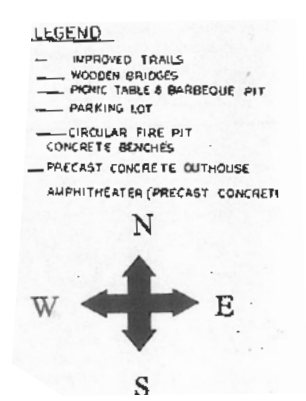 LEGEND
IMPROVED TRAILS
WOODEN BRIDGES
PICNIC TABLE & BARBEQUE PIT
PARKING LOT
CIRCULAR FIRE PIT
CONCRETE BENCHES
PRECAST CONCRETE OUTHOUSE
AMPHITHEATER (PRECAST CONCRETE
N
W E
S